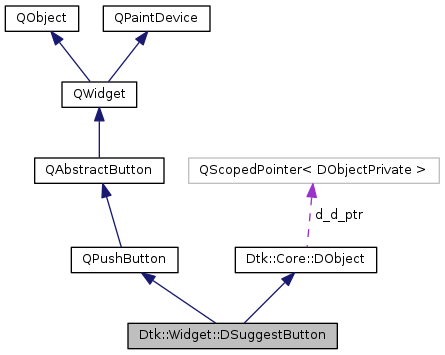 QObject
QPaintDevice
QWidget
QAbstractButton
QScopedPointer< DObjectPrivate >
d_d_ptr
QPushButton
Dtk::Core::DObject
Dtk::Widget::DSuggestButton